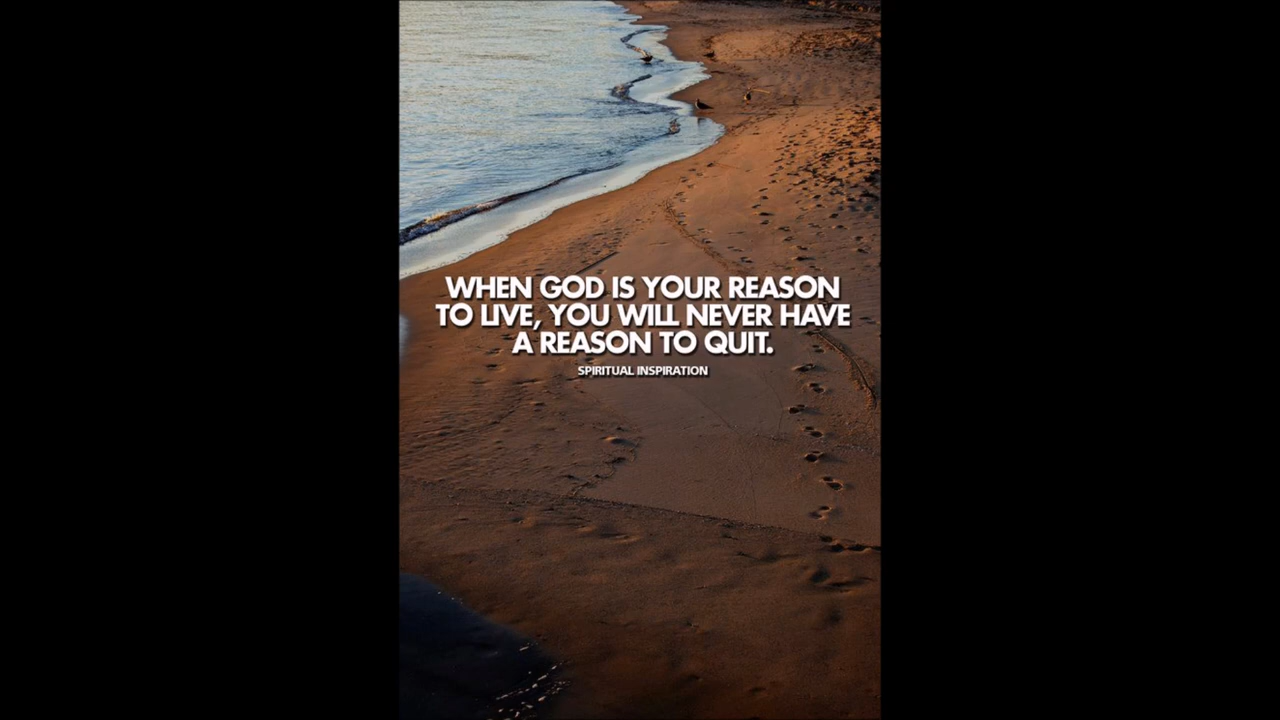 WHEN GOD IS YOUR REASON
TO LIVE, YOU WILL NEVER HAVE
A REASON TO QUIT.
SPIRITUAL INSPIRATION